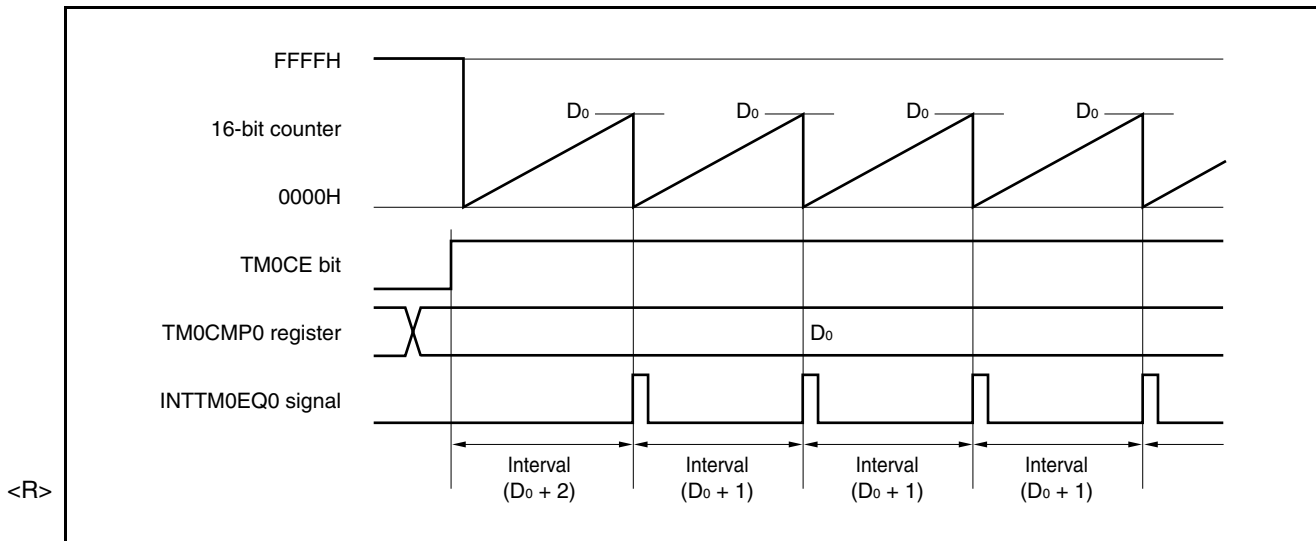 FFFFH
D0 D0 D0 D0
16-bit counter
0000H
TM0CE bit
TM0CMP0 register
D0
INTTM0EQ0 signal
Interval Interval Interval Interval
(D0 + 2) (D0 + 1) (D0 + 1) (D0 + 1)
<R>